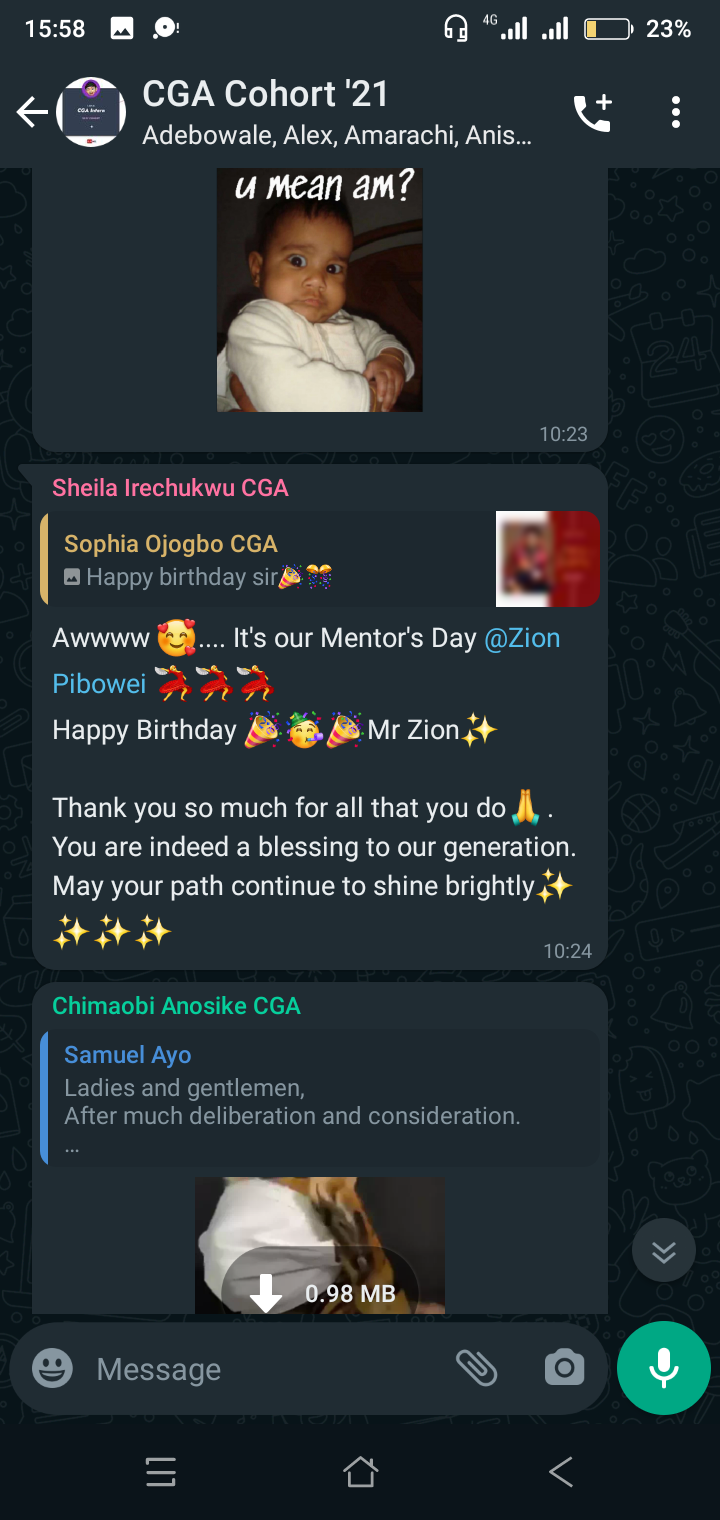 15:58
4G
23%
CGA Cohort '21
Adebowale, Alex, Amarachi, Anis...
u mean am?
10:23
Sheila Irechukwu CGA
Sophia Ojogbo CGA
Happy birthday sir🎉🎊
Awwww 🥰.... It's our Mentor's Day @Zion
Pibowei 💃💃💃
Happy Birthday 🎉🥳🎉Mr Zion✨
Thank you so much for all that you do🙏.
You are indeed a blessing to our generation.
May your path continue to shine brightly✨
✨✨✨
10:24
Chimaobi Anosike CGA
Samuel Ayo
Ladies and gentlemen,
After much deliberation and consideration.
...
0.98 MB
Message